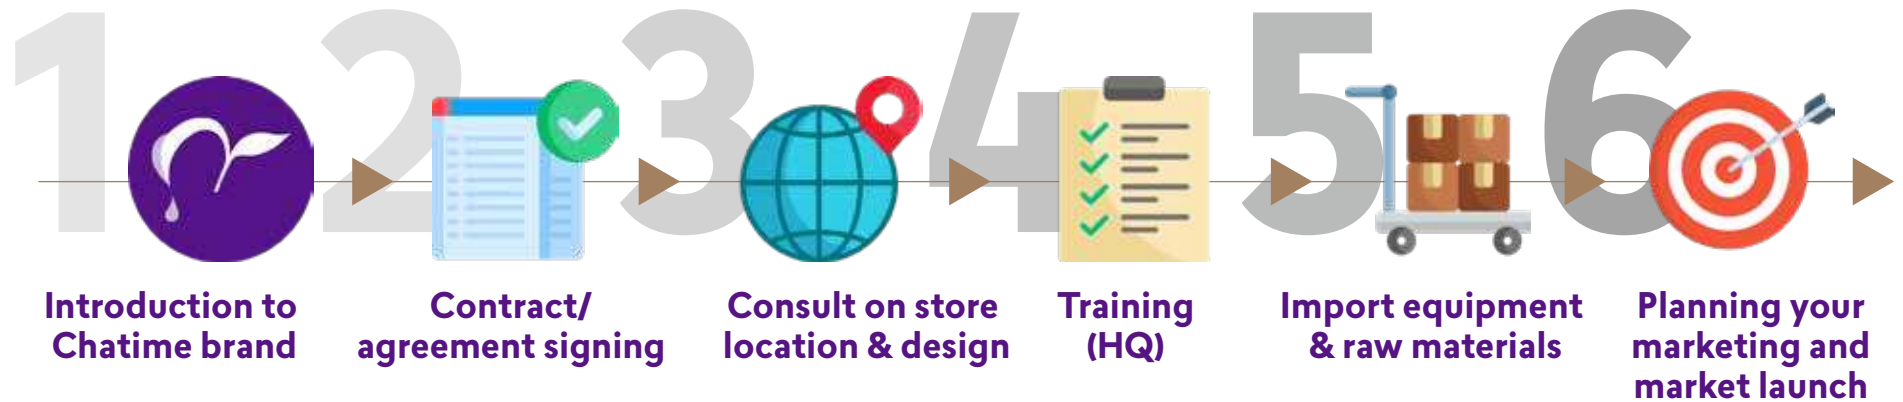 1
2
3
4
5
6
Introduction to
Chatime brand
Contract/
agreement signing
Consult on store
location & design
Training
(HQ)
Import equipment
& raw materials
Planning your
marketing and
market launch